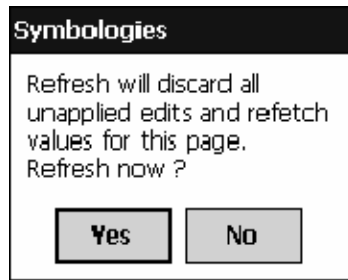 Symbologies
Refresh will discard all
unapplied edits and refetch
values for this page.
Refresh now ?
Yes
No